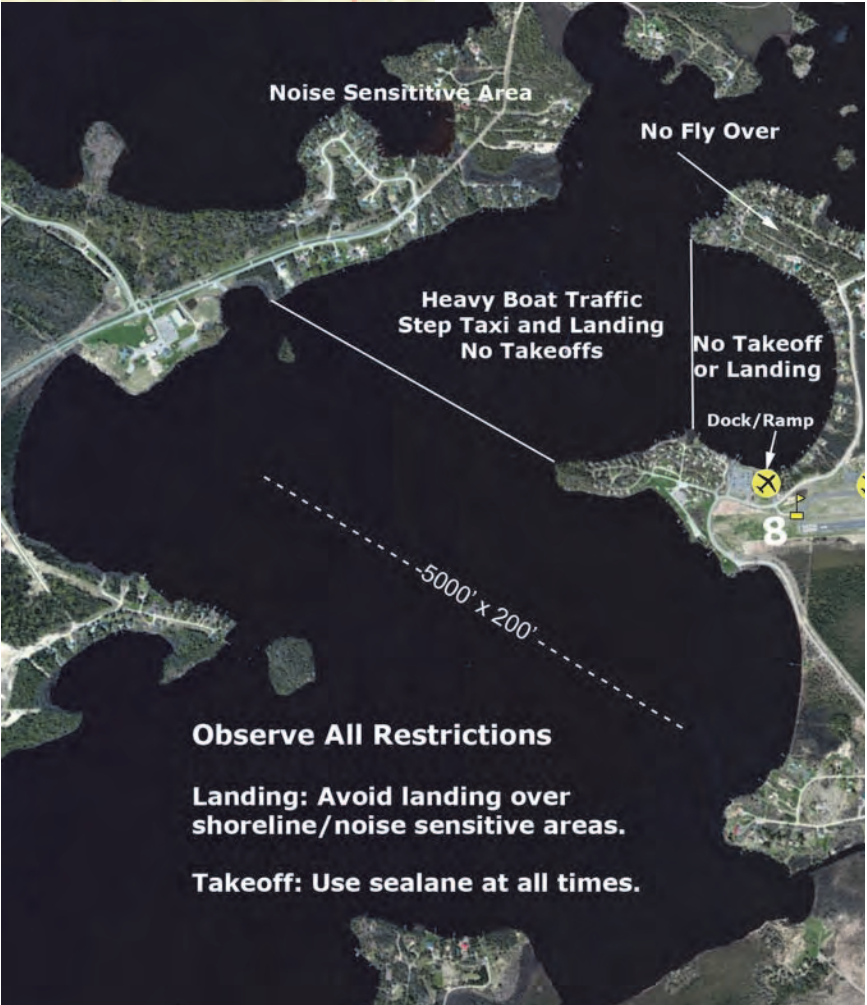 Noise Sensititive Area
No Fly Over
Heavy Boat Traffic
Step Taxi and Landing
No Takeoffs
No Takeoff
or Landing
Dock/Ramp
8
5000' x 200'
Observe All Restrictions
Landing: Avoid landing over
shoreline/noise sensitive areas.
Takeoff: Use sealane at all times.